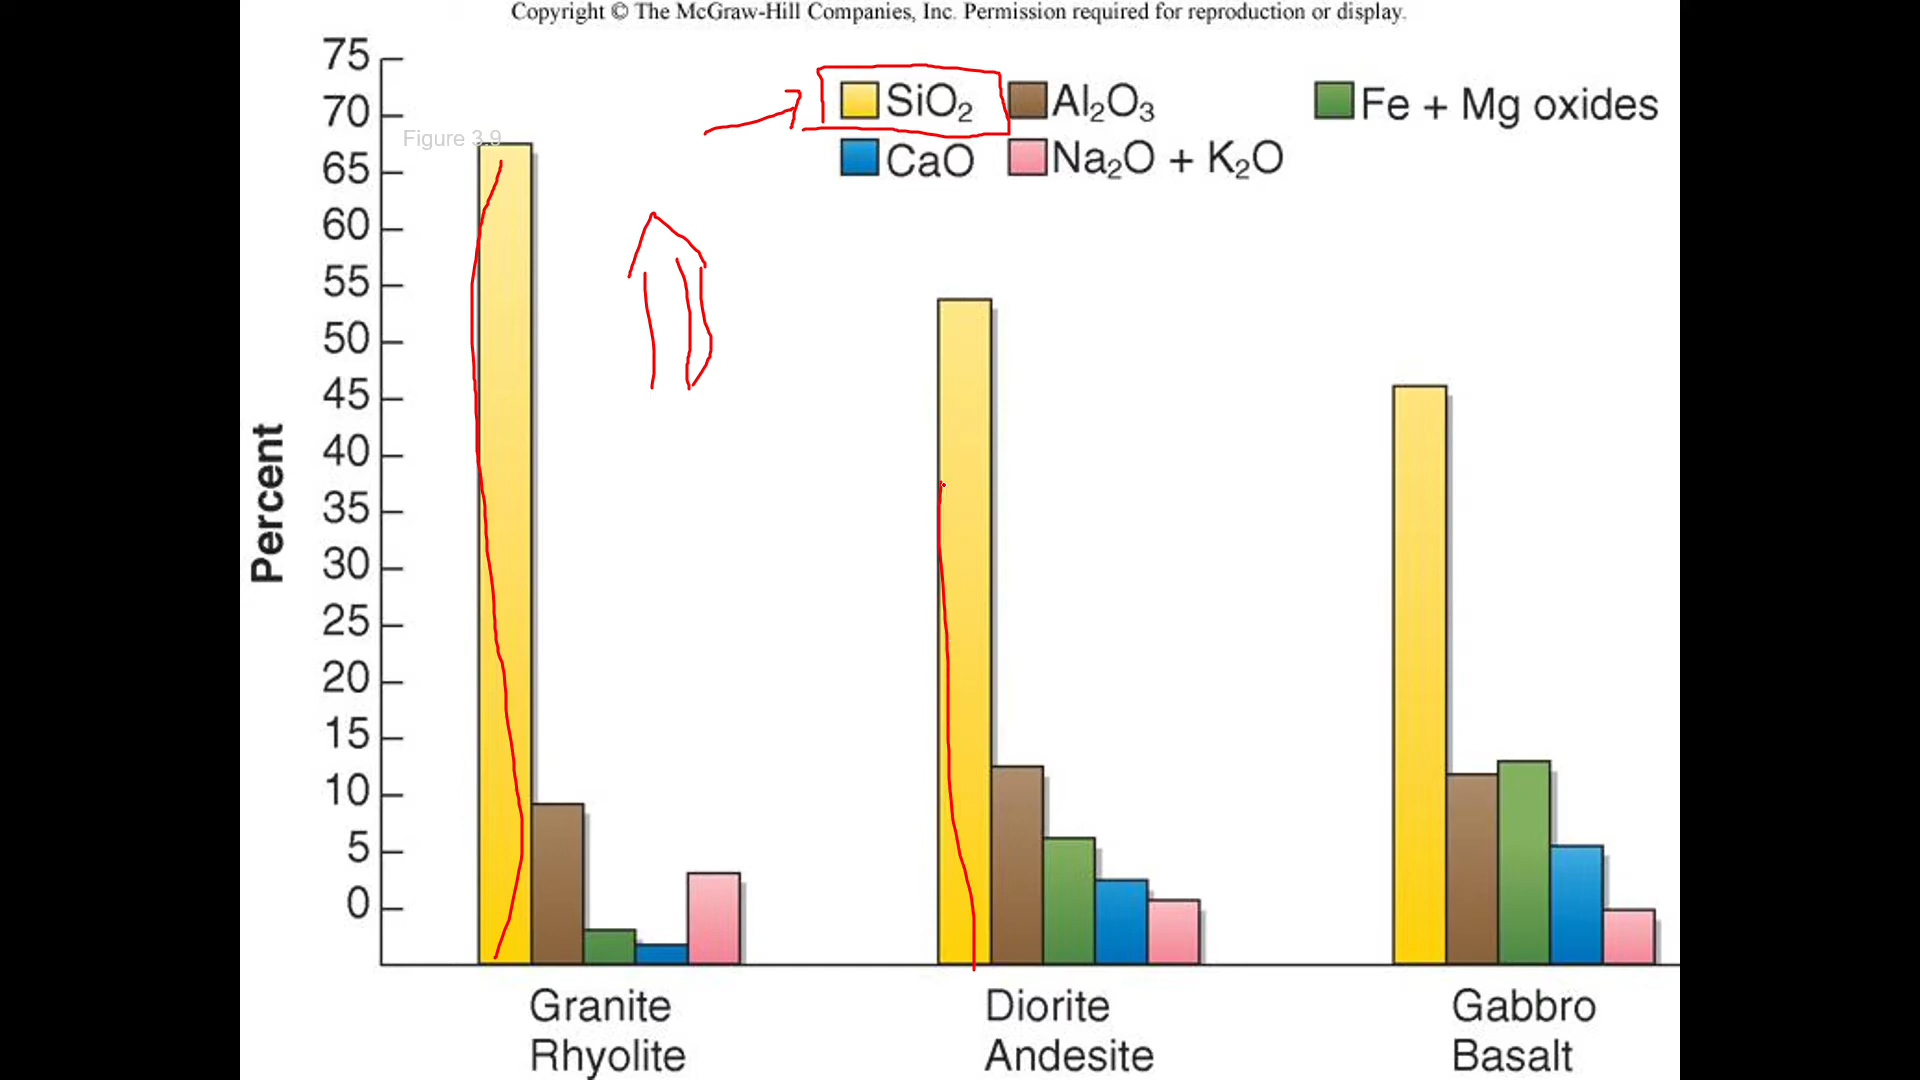 Copyright © The McGraw-Hill Companies, Inc. Permission required for reproduction or display.
75
70
65
60
55
50
45
40
35
30
25
20
15
10
5
0
Percent
Figure 3.9
SiO₂ Al₂O₃ Fe + Mg oxides
CaO Na₂O + K₂O
Granite Diorite Gabbro
Rhyolite Andesite Basalt